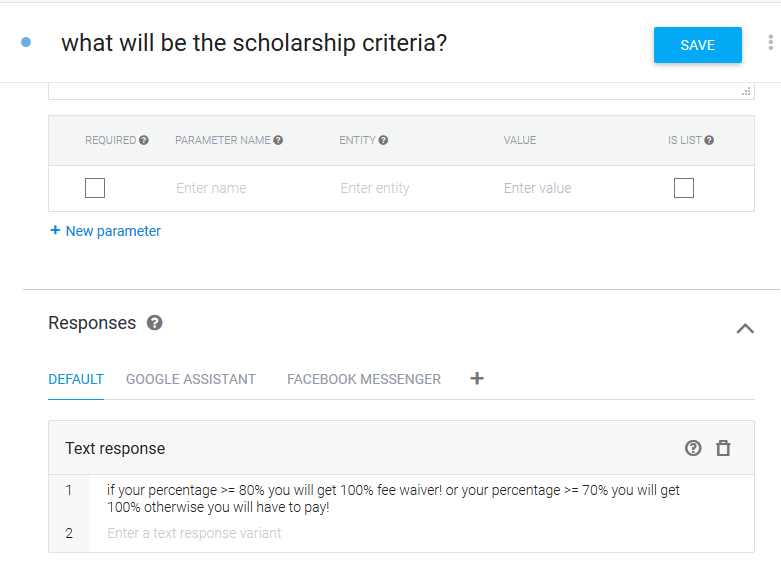 what will be the scholarship criteria?
SAVE
REQUIRED PARAMETER NAME ENTITY VALUE IS LIST
Enter name Enter entity Enter value
+ New parameter
Responses
DEFAULT GOOGLE ASSISTANT FACEBOOK MESSENGER +
Text response
1 if your percentage >= 80% you will get 100% fee waiver! or your percentage >= 70% you will get
100% otherwise you will have to pay!
2 Enter a text response variant